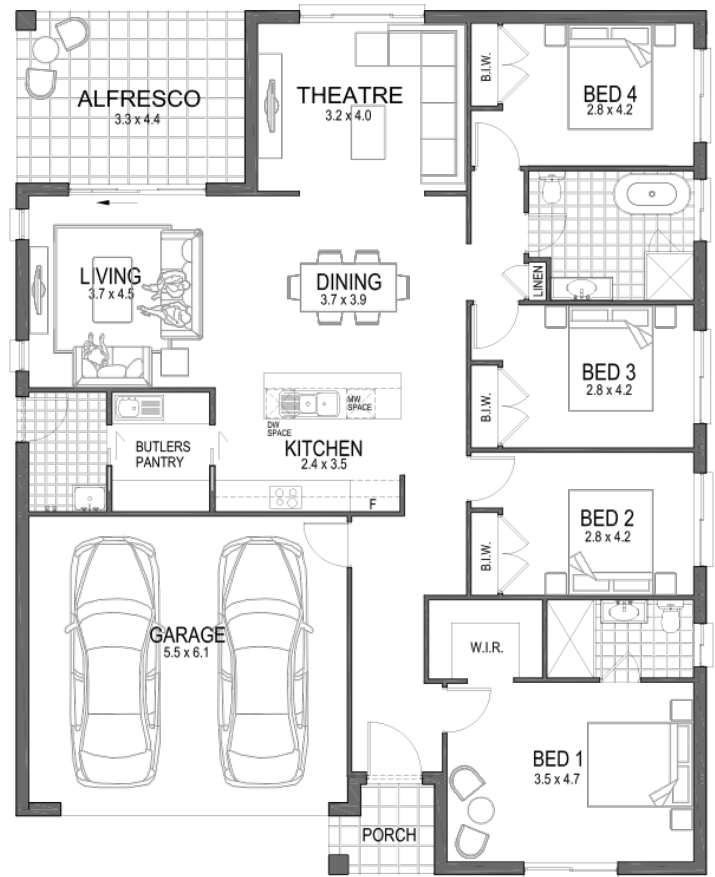 ALFRESCO
3.3 x 4.4
THEATRE
3.2 x 4.0
B.I.W.
BED 4
2.8 x 4.2
LIVING
3.7 x 4.5
DINING
3.7 x 3.9
LINEN
BED 3
2.8 x 4.2
B.I.W.
MW
SPACE
DW
SPACE
KITCHEN
2.4 x 3.5
BUTLERS
PANTRY
F
BED 2
2.8 x 4.2
B.I.W.
GARAGE
5.5 x 6.1
W.I.R.
BED 1
3.5 x 4.7
PORCH